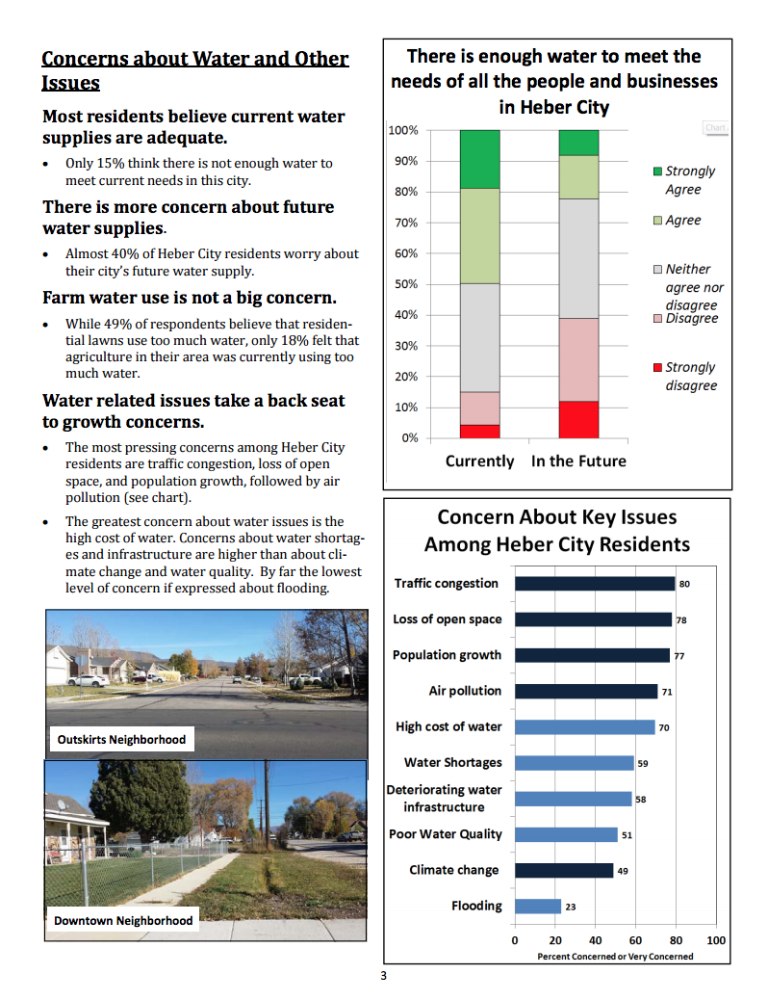 Concerns about Water and Other
Issues
Most residents believe current water
supplies are adequate.
• Only 15% think there is not enough water to
meet current needs in this city.
There is more concern about future
water supplies.
• Almost 40% of Heber City residents worry about
their city's future water supply.
Farm water use is not a big concern.
• While 49% of respondents believe that residen-
tial lawns use too much water, only 18% felt that
agriculture in their area was currently using too
much water.
Water related issues take a back seat
to growth concerns.
• The most pressing concerns among Heber City
residents are traffic congestion, loss of open
space, and population growth, followed by air
pollution (see chart).
• The greatest concern about water issues is the
high cost of water. Concerns about water shortag-
es and infrastructure are higher than about cli-
mate change and water quality.  By far the lowest
level of concern if expressed about flooding.
Outskirts Neighborhood
Downtown Neighborhood
There is enough water to meet the
needs of all the people and businesses
in Heber City
Chart
100%
90%
80%
70%
60%
50%
40%
30%
20%
10%
0%
Currently In the Future
Strongly
Agree
Agree
Neither
agree nor
disagree
Disagree
Strongly
disagree
Concern About Key Issues
Among Heber City Residents
Traffic congestion 80
Loss of open space 78
Population growth 77
Air pollution 71
High cost of water 70
Water Shortages 59
Deteriorating water
infrastructure 58
Poor Water Quality 51
Climate change 49
Flooding 23
0 20 40 60 80 100
Percent Concerned or Very Concerned
3